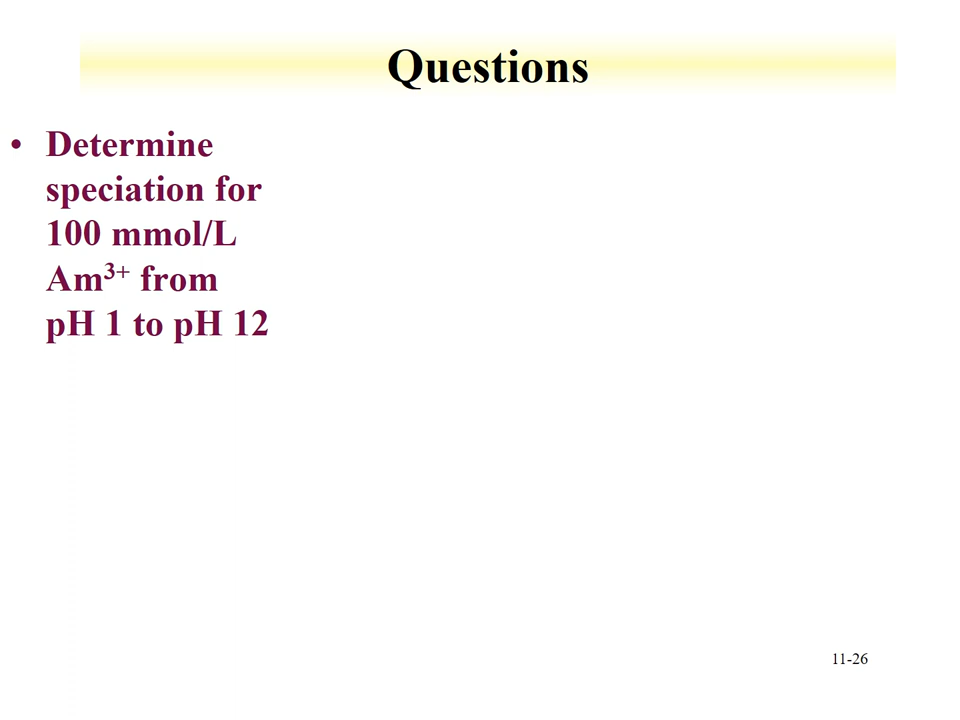 Questions
• Determine
speciation for
100 mmol/L
Am³⁺ from
pH 1 to pH 12
11-26